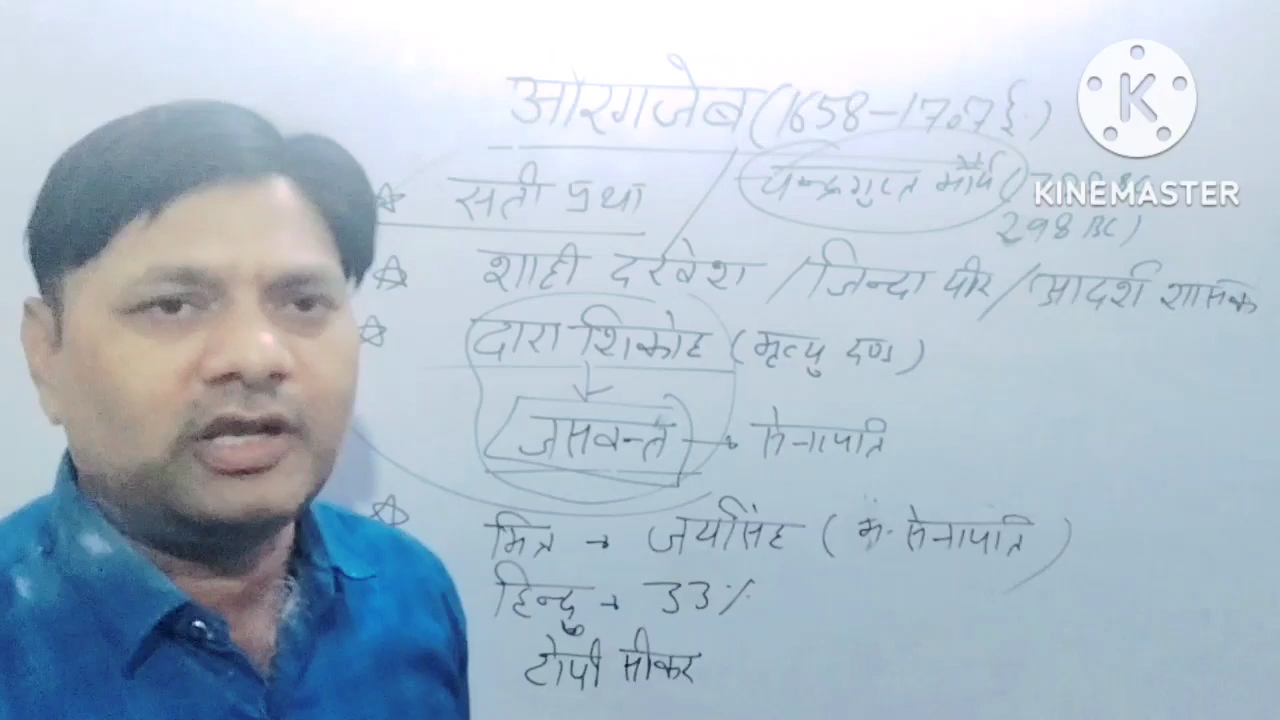 औरंगजेब (1658-1707 ई.)
K
KINEMASTER
सती प्रथा / चन्द्रगुप्त मौर्य (
298 BC)
शाही दरवेश / जिन्दा पीर / आदर्श शासक
द्वारा शिकोह (मृत्यु दण्ड)
जसवन्त → सेनापति
मित्र → जयसिंह ( सेनापति )
हिन्दु → 33%
टोपी सीकर